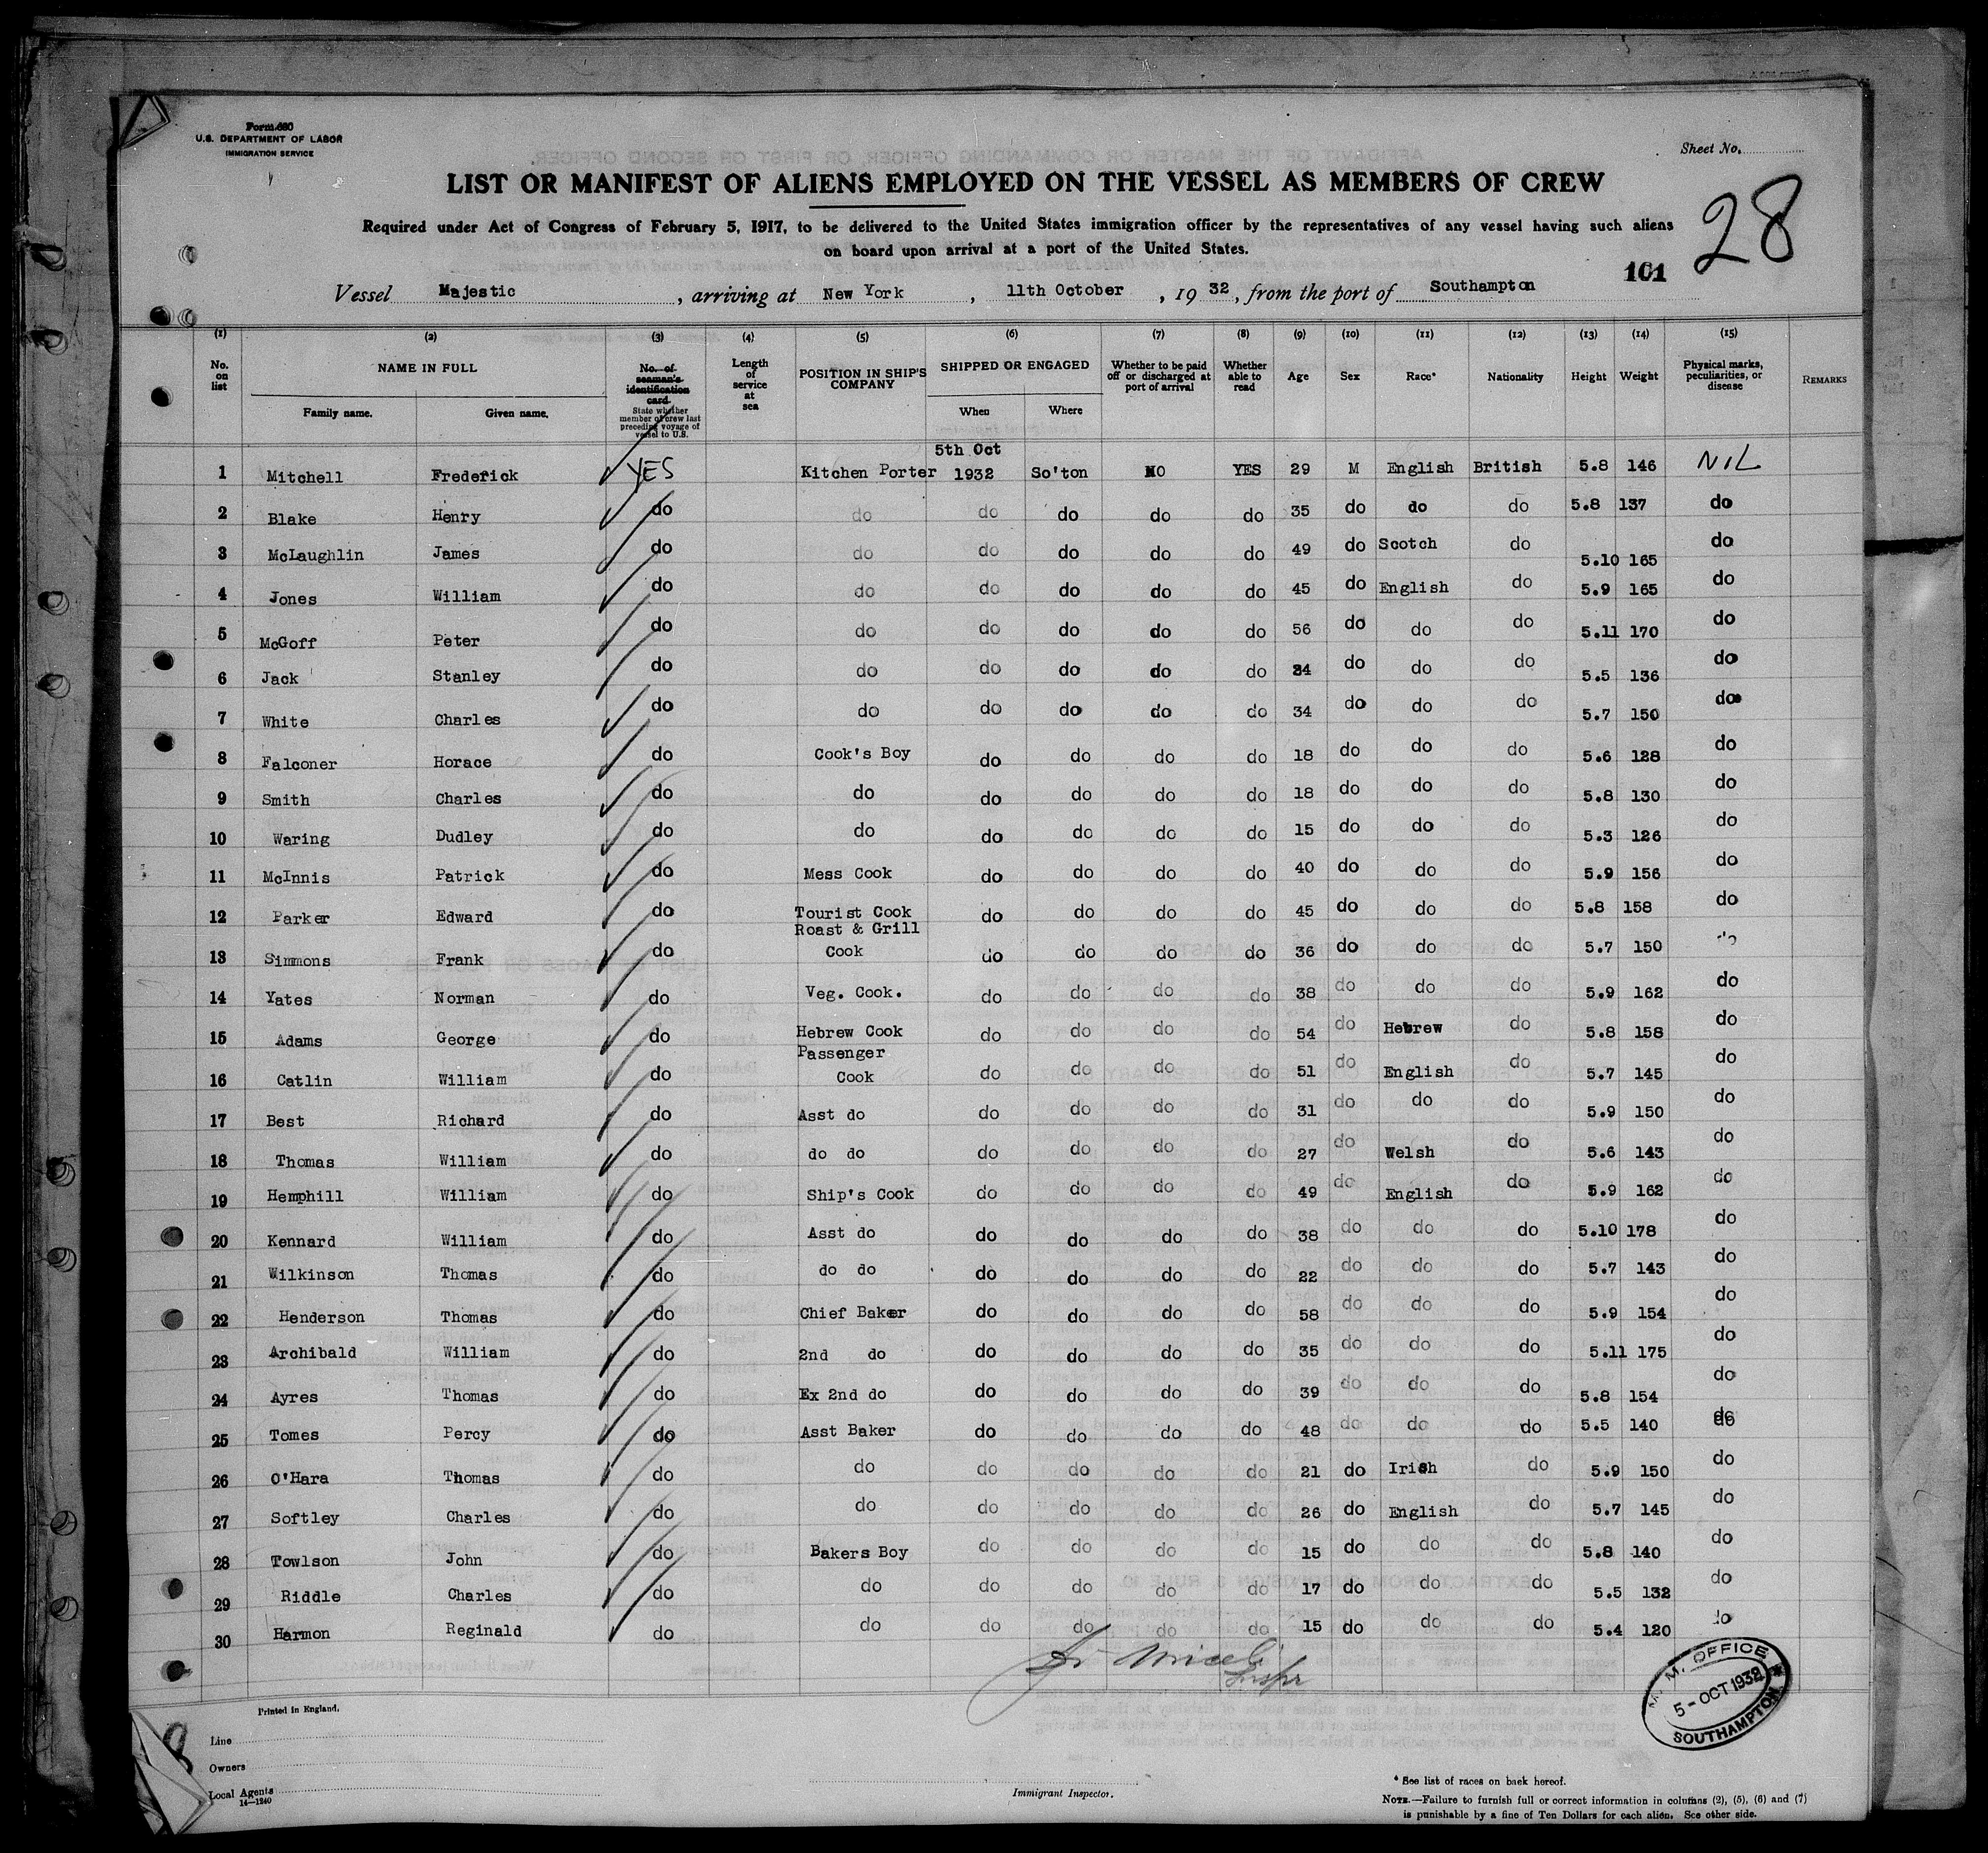 Form 680
U.S. DEPARTMENT OF LABOR
IMMIGRATION SERVICE
Sheet No.
LIST OR MANIFEST OF ALIENS EMPLOYED ON THE VESSEL AS MEMBERS OF CREW
28
Required under Act of Congress of February 5, 1917, to be delivered to the United States immigration officer by the representatives of any vessel having such aliens
on board upon arrival at a port of the United States.
101
Vessel Majestic, arriving at New York, 11th October, 19 32, from the port of Southampton
(1) (2) (3) (4) (5) (6) (7) (8) (9) (10) (11) (12) (13) (14) (15)
No. on list NAME IN FULL Family name. Given name. No. of seaman's identification card. State whether member of crew last preceding voyage of vessel to U.S. Length of service at sea POSITION IN SHIP'S COMPANY SHIPPED OR ENGAGED When Where Whether to be paid off or discharged at port of arrival Whether able to read Age Sex Race* Nationality Height Weight Physical marks, peculiarities, or disease REMARKS
1 Mitchell Frederick YES Kitchen Porter 5th Oct 1932 So'ton NO YES 29 M English British 5.8 146 NIL
2 Blake Henry do do do do do do 35 do do do 5.8 137 do
3 McLaughlin James do do do do do do 49 do Scotch do 5.10 165 do
4 Jones William do do do do do do 45 do English do 5.9 165 do
5 McGoff Peter do do do do do do 56 do do do 5.11 170 do
6 Jack Stanley do do do do do do 34 do do do 5.5 136 do
7 White Charles do do do do do do 34 do do do 5.7 150 do
8 Falconer Horace do Cook's Boy do do do do 18 do do do 5.6 128 do
9 Smith Charles do do do do do do 18 do do do 5.8 130 do
10 Waring Dudley do do do do do do 15 do do do 5.3 126 do
11 McInnis Patrick do Mess Cook do do do do 40 do do do 5.9 156 do
12 Parker Edward do Tourist Cook do do do do 45 do do do 5.8 158 do
13 Simmons Frank do Roast & Grill Cook do do do do 36 do do do 5.7 150 do
14 Yates Norman do Veg. Cook. do do do do 38 do do do 5.9 162 do
15 Adams George do Hebrew Cook do do do do 54 do Hebrew do 5.8 158 do
16 Catlin William do Passenger Cook do do do do 51 do English do 5.7 145 do
17 Best Richard do Asst do do do do do 31 do do do 5.9 150 do
18 Thomas William do do do do do do do 27 do Welsh do 5.6 143 do
19 Hemphill William do Ship's Cook do do do do 49 do English do 5.9 162 do
20 Kennard William do Asst do do do do do 38 do do do 5.10 178 do
21 Wilkinson Thomas do do do do do do do 22 do do do 5.7 143 do
22 Henderson Thomas do Chief Baker do do do do 58 do do do 5.9 154 do
23 Archibald William do 2nd do do do do do 35 do do do 5.11 175 do
24 Ayres Thomas do Ex 2nd do do do do do 39 do do do 5.8 154 do
25 Tomes Percy do Asst Baker do do do do 48 do do do 5.5 140 do
26 O'Hara Thomas do do do do do do 21 do Irish do 5.9 150 do
27 Softley Charles do do do do do do 26 do English do 5.7 145 do
28 Towlson John do Bakers Boy do do do do 15 do do do 5.8 140 do
29 Riddle Charles do do do do do do 17 do do do 5.5 132 do
30 Harmon Reginald do do do do do do 15 do do do 5.4 120 do
Inspr
M. M. OFFICE
5 - OCT 1932
SOUTHAMPTON
Printed in England.
Line
Owners
Local Agents
14—1240
Immigrant Inspector.
* See list of races on back hereof.
NOTE.—Failure to furnish full or correct information in columns (2), (5), (6) and (7)
is punishable by a fine of Ten Dollars for each alien. See other side.